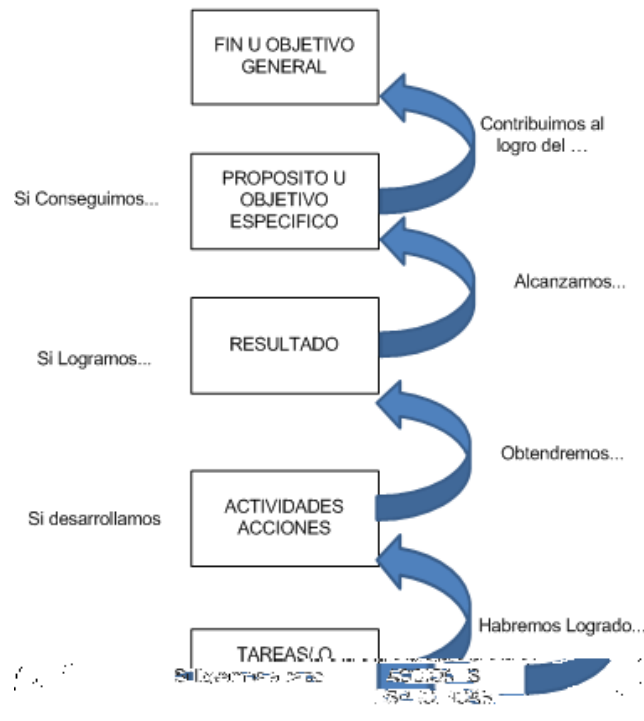 FIN U OBJETIVO
GENERAL
Contribuimos al
logro del ...
Si Conseguimos...
PROPOSITO U
OBJETIVO
ESPECIFICO
Alcanzamos...
Si Logramos...
RESULTADO
Obtendremos...
Si desarrollamos
ACTIVIDADES
ACCIONES
Habremos Logrado...
TAREAS/ O